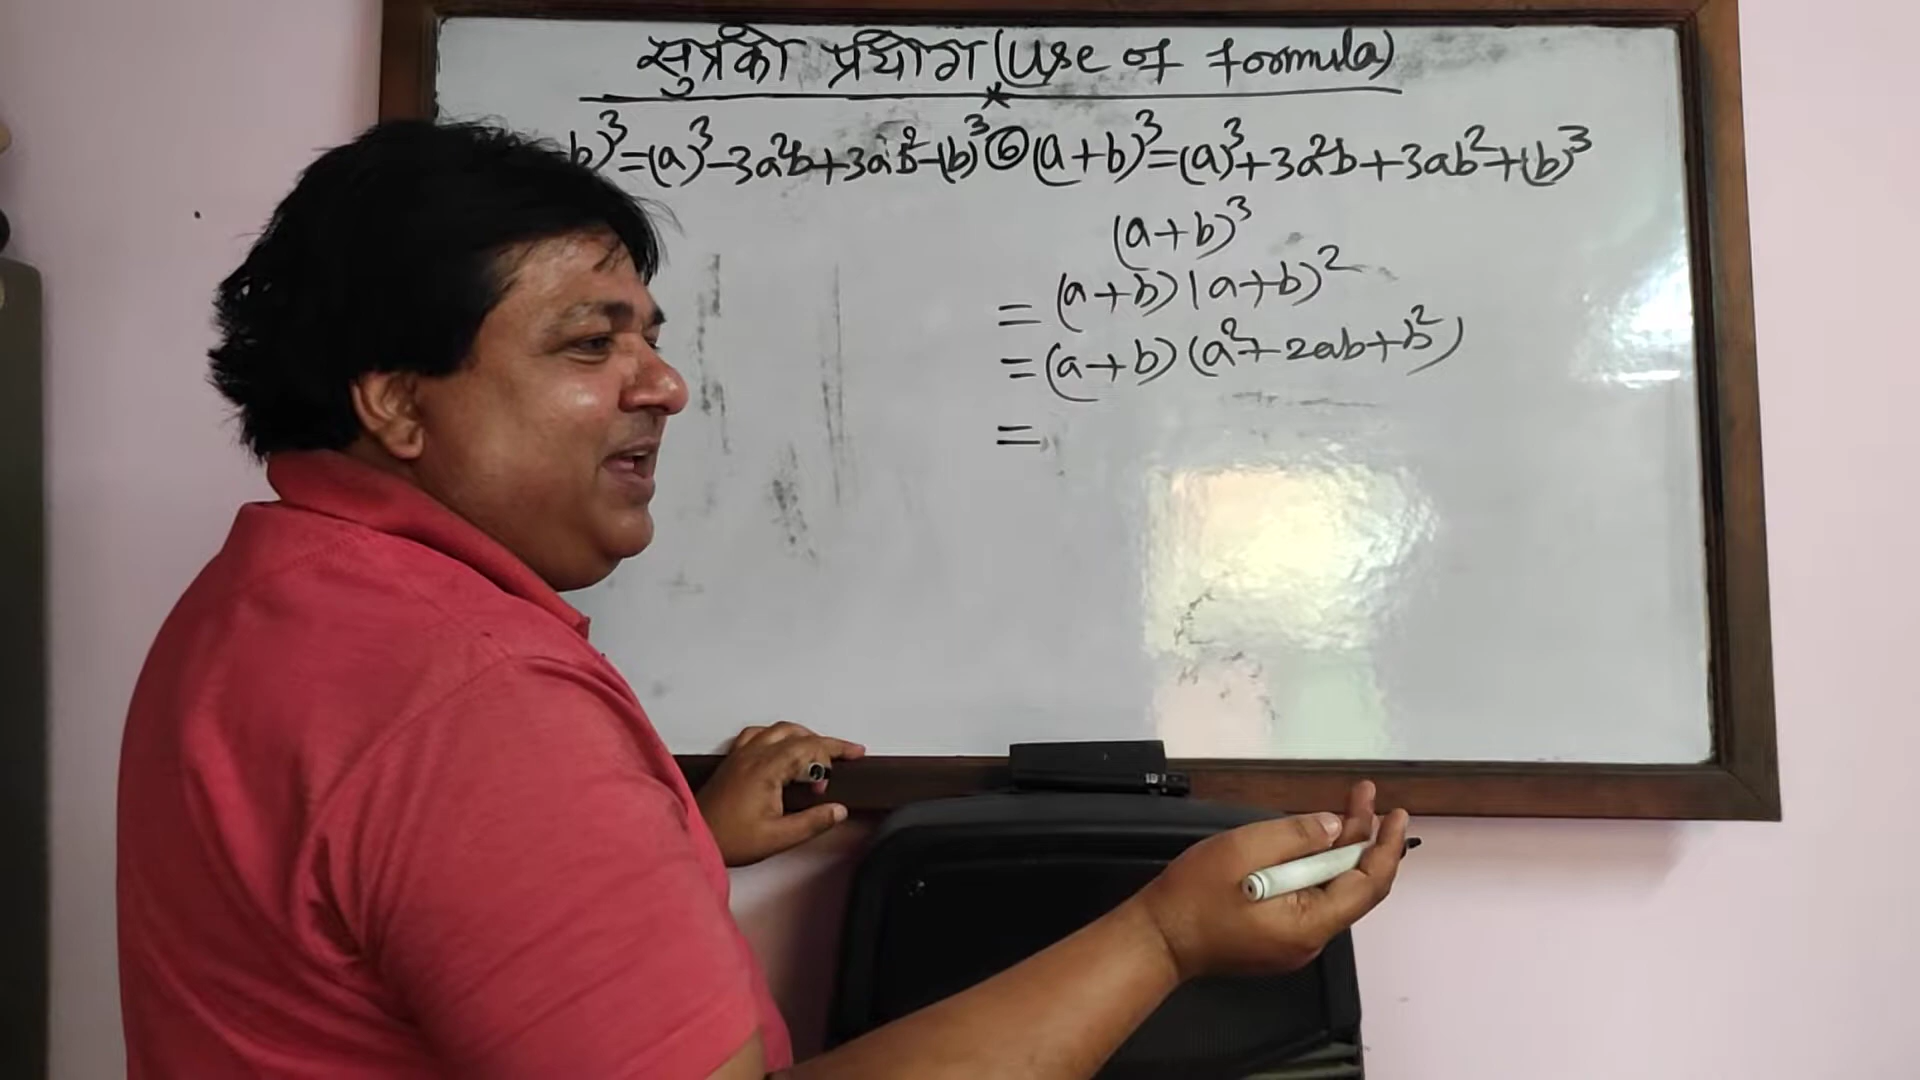 सुत्रको प्रयोग (Use of formula)
b)³=(a)³-3a²b+3ab²-(b)³ ⑥ (a+b)³=(a)³+3a²b+3ab²+(b)³
(a+b)³
= (a+b)(a+b)²
= (a+b)(a²+2ab+b²)
=